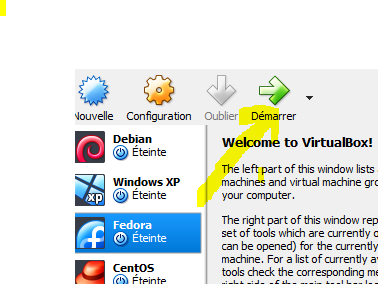 Nouvelle Configuration Oublier Démarrer
Debian
Éteinte
Windows XP
Éteinte
Fedora
Éteinte
CentOS
Éteinte
Welcome to VirtualBox!
The left part of this window lists
machines and virtual machine gro
your computer.
The right part of this window rep
set of tools which are currently o
can be opened) for the currently
machine. For a list of currently av
tools check the corresponding me
right side of the main tool bar loc